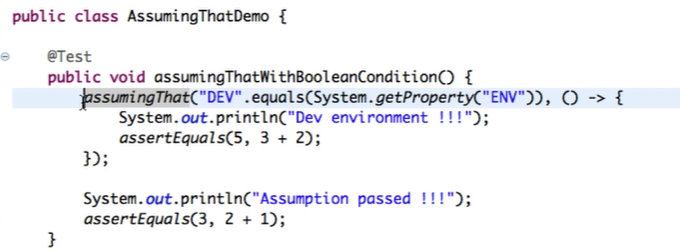 public class AssumingThatDemo {
@Test
public void assumingThatWithBooleanCondition() {
assumingThat("DEV".equals(System.getProperty("ENV")), () -> {
System.out.println("Dev environment !!!");
assertEquals(5, 3 + 2);
});
System.out.println("Assumption passed !!!");
assertEquals(3, 2 + 1);
}